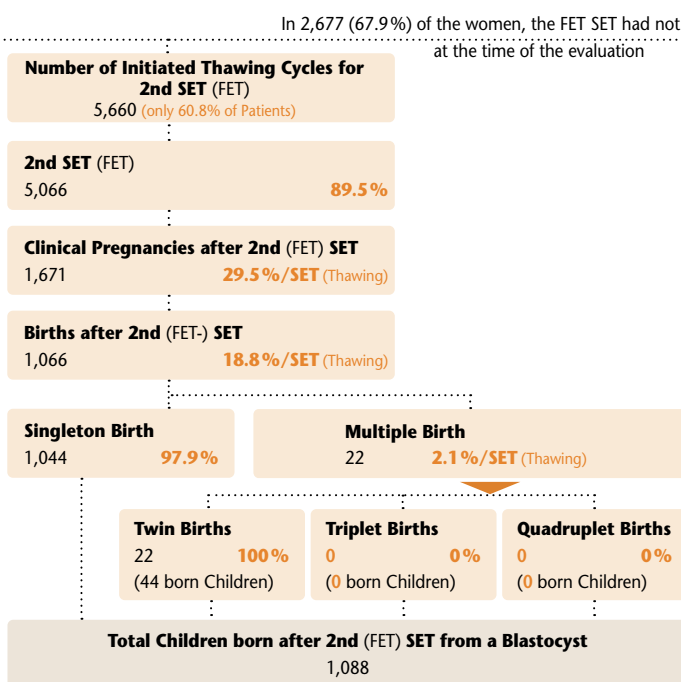 In 2,677 (67.9%) of the women, the FET SET had not
at the time of the evaluation
Number of Initiated Thawing Cycles for
2nd SET (FET)
5,660 (only 60.8% of Patients)
2nd SET (FET)
5,066 89.5%
Clinical Pregnancies after 2nd (FET) SET
1,671 29.5%/SET (Thawing)
Births after 2nd (FET-) SET
1,066 18.8%/SET (Thawing)
Singleton Birth
1,044 97.9%
Multiple Birth
22 2.1%/SET (Thawing)
Twin Births
22 100%
(44 born Children)
Triplet Births
0 0%
(0 born Children)
Quadruplet Births
0 0%
(0 born Children)
Total Children born after 2nd (FET) SET from a Blastocyst
1,088